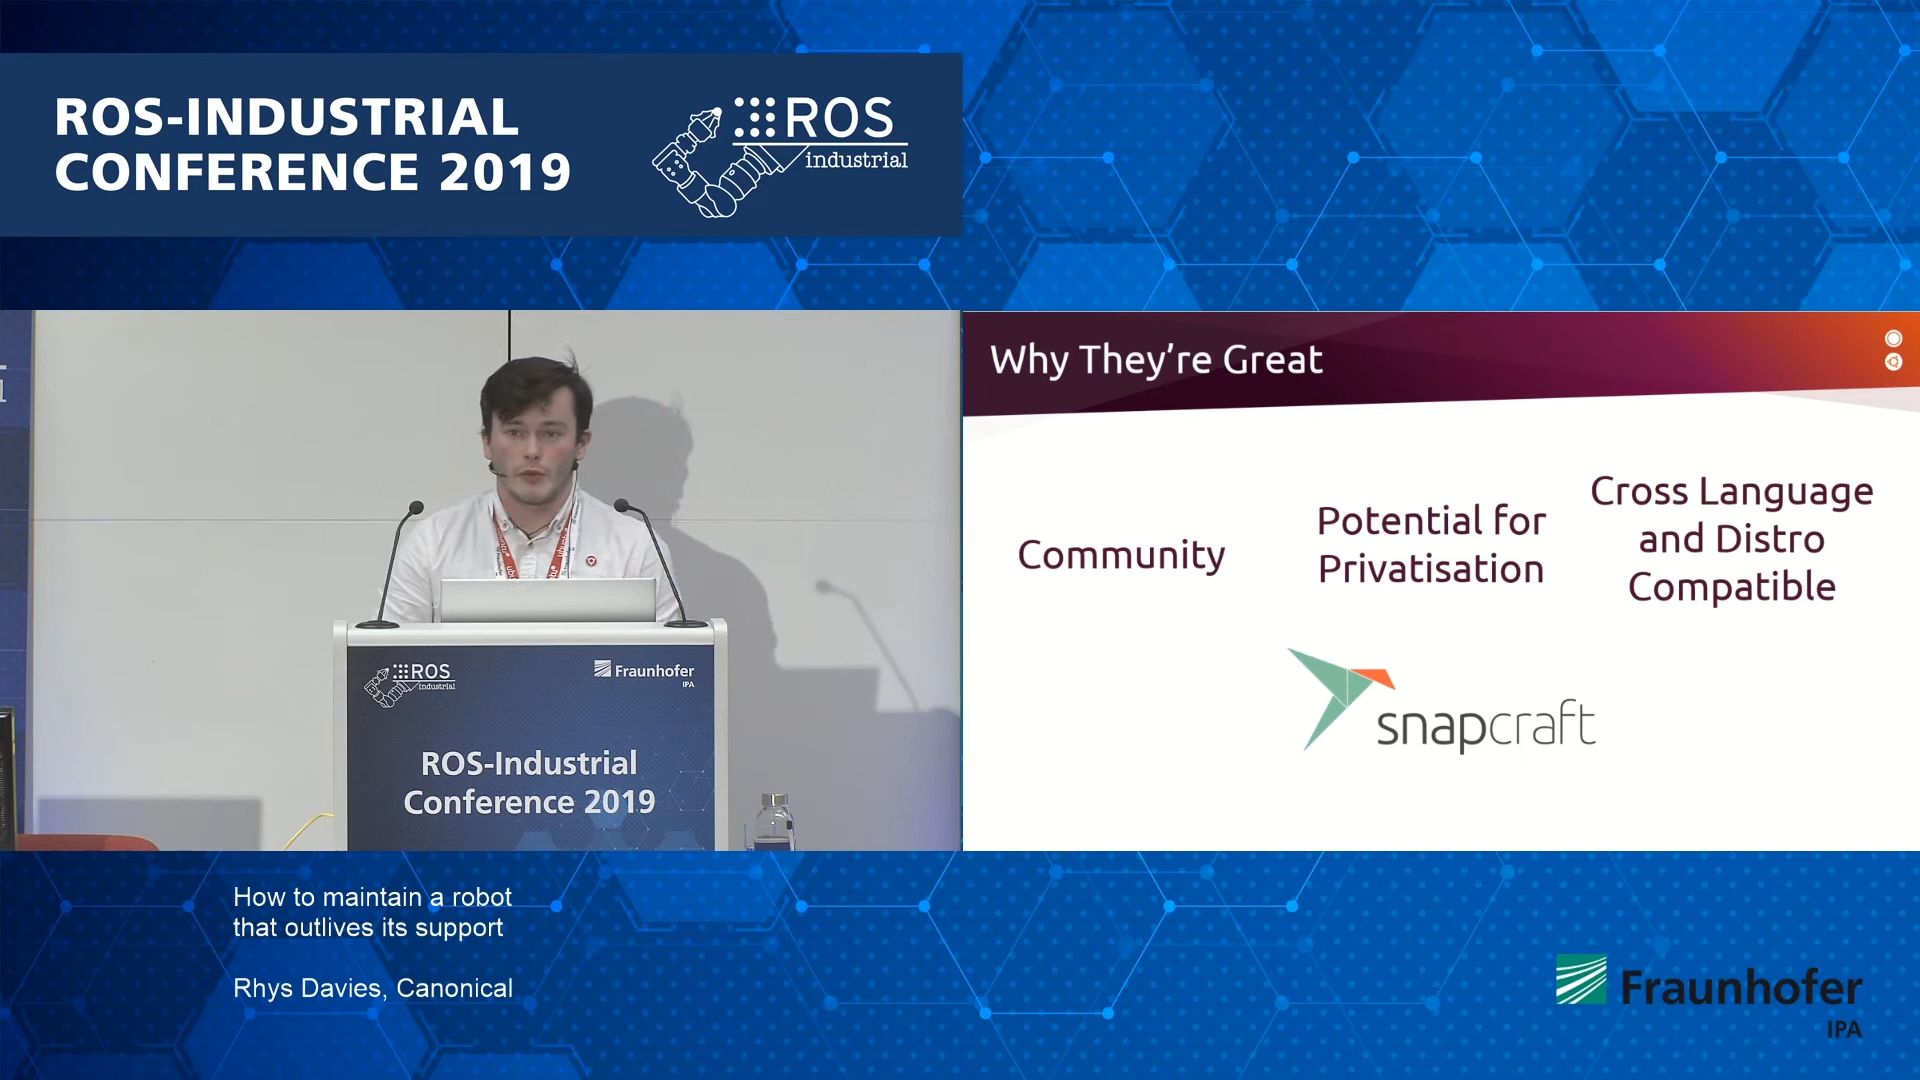 ROS-INDUSTRIAL
CONFERENCE 2019
ROS
industrial
Why They're Great
Community
Potential for
Privatisation
Cross Language
and Distro
Compatible
snapcraft
ROS
industrial
Fraunhofer
IPA
ROS-Industrial
Conference 2019
How to maintain a robot
that outlives its support
Rhys Davies, Canonical
Fraunhofer
IPA